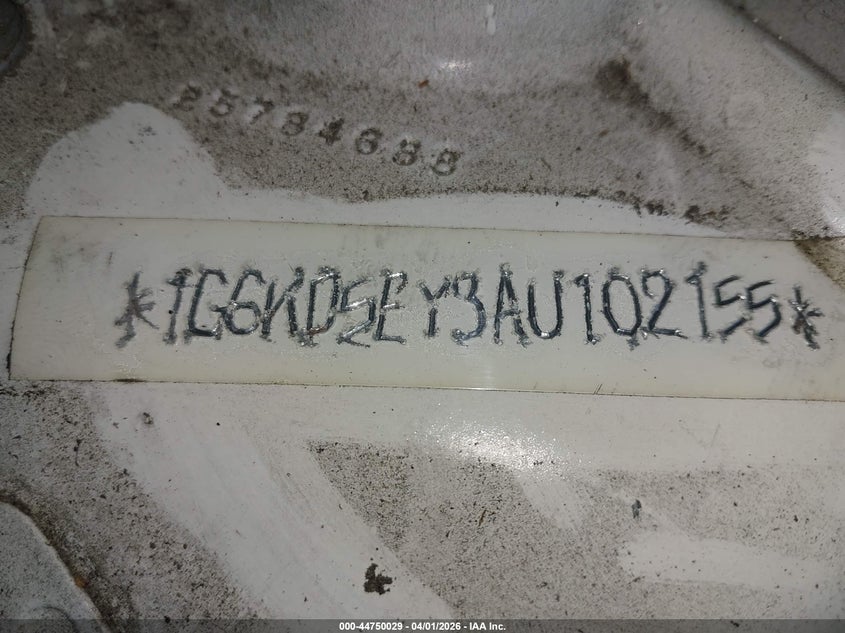 25784688
*1G6KD5EY3AU102155*
000-44750029 - 04/01/2026 - IAA Inc.